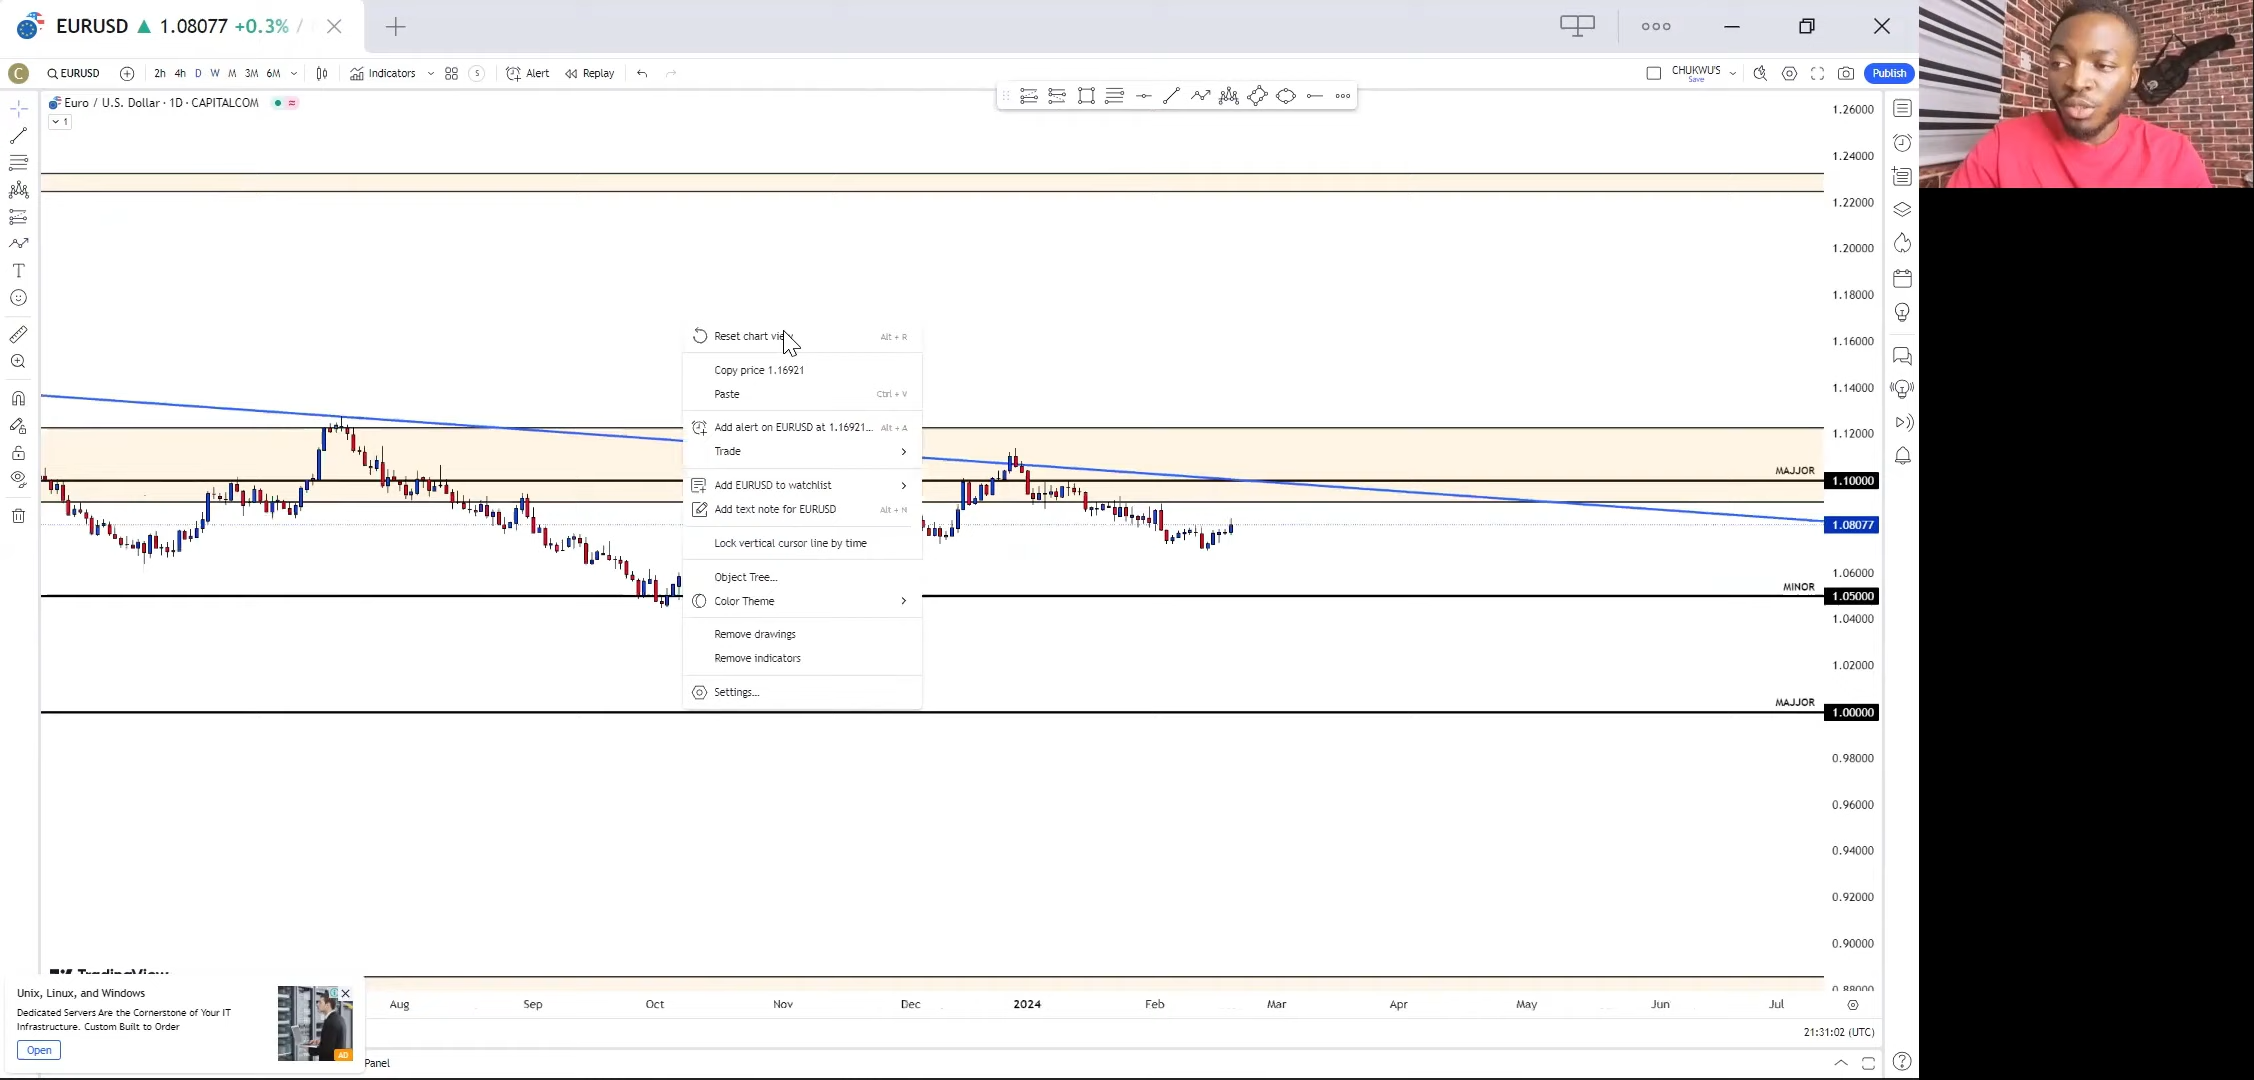 EURUSD ▲ 1.08077 +0.3% /
C
EURUSD
2h 4h D W M 3M 6M
Indicators
S
Alert
Replay
CHUKWU'S
Save
Publish
Euro / U.S. Dollar · 1D · CAPITALCOM
1
1.26000
1.24000
1.22000
1.20000
1.18000
1.16000
1.14000
1.12000
MAJJOR 1.10000
1.08077
1.06000
MINOR 1.05000
1.04000
1.02000
MAJJOR 1.00000
0.98000
0.96000
0.94000
0.92000
0.90000
0.88000
Reset chart Alt + R
Copy price 1.16921
Paste Ctrl + V
Add alert on EURUSD at 1.16921... Alt + A
Trade
Add EURUSD to watchlist
Add text note for EURUSD Alt + N
Lock vertical cursor line by time
Object Tree...
Color Theme
Remove drawings
Remove indicators
Settings...
TradingView
Unix, Linux, and Windows
Dedicated Servers Are the Cornerstone of Your IT
Infrastructure. Custom Built to Order
Open
AD
Aug Sep Oct Nov Dec 2024 Feb Mar Apr May Jun Jul
21:31:02 (UTC)
Panel